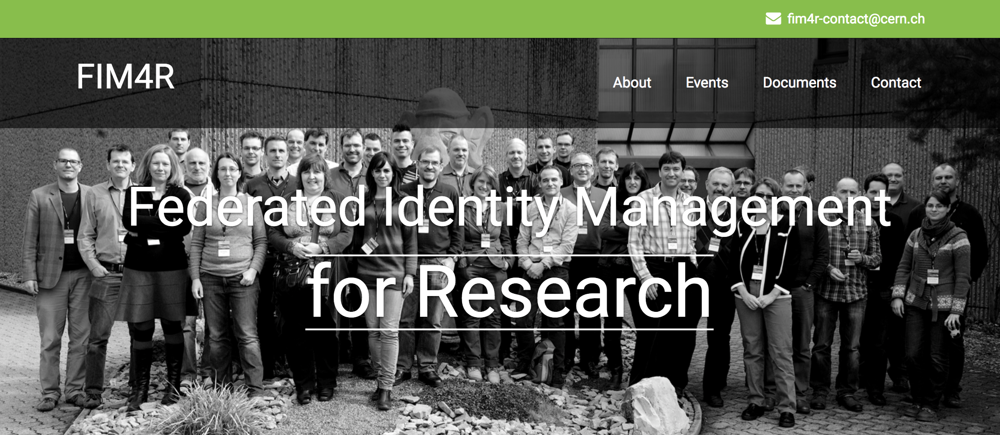 fim4r-contact@cern.ch
FIM4R
About Events Documents Contact
Federated Identity Management
for Research